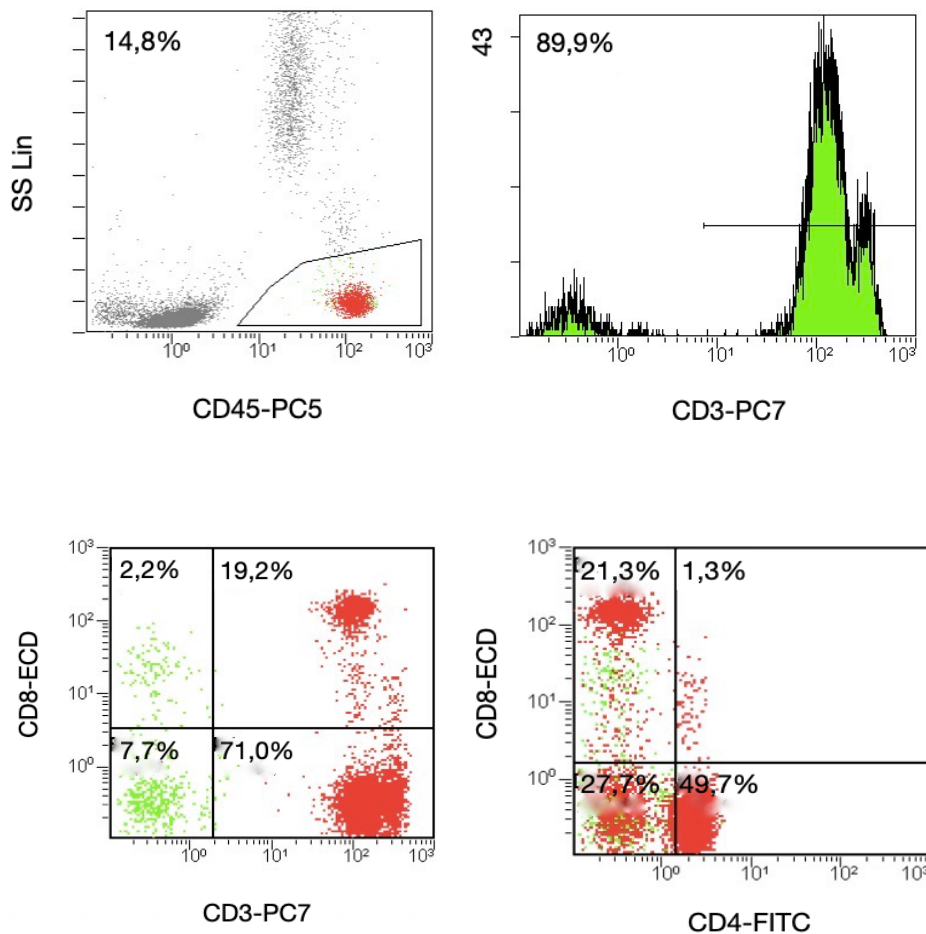 14,8%
SS Lin
10⁰ 10¹ 10² 10³
CD45-PC5
43
89,9%
10⁰ 10¹ 10² 10³
CD3-PC7
10³
10²
10¹
10⁰
CD8-ECD
2,2% 19,2%
7,7% 71,0%
10⁰ 10¹ 10² 10³
CD3-PC7
10³
10²
10¹
10⁰
CD8-ECD
21,3% 1,3%
27,7% 49,7%
10⁰ 10¹ 10² 10³
CD4-FITC